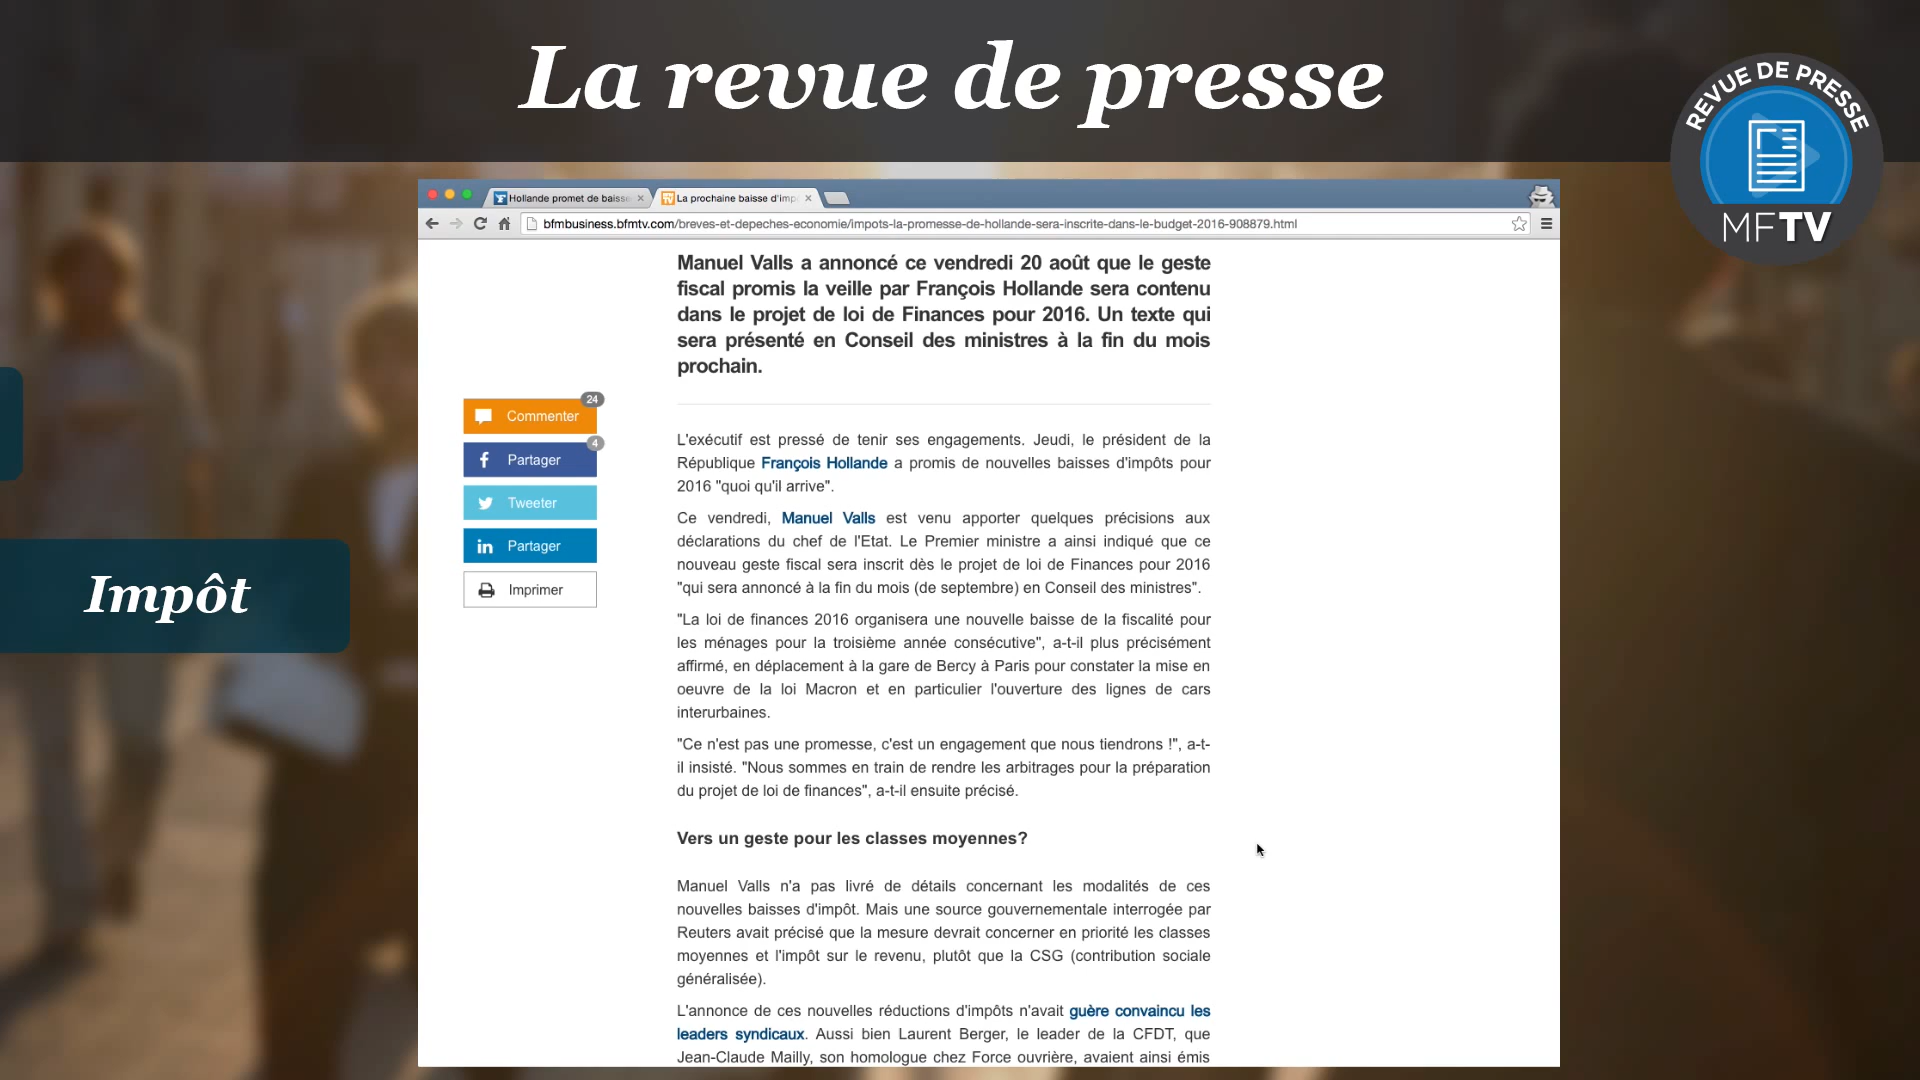 La revue de presse
REVUE DE PRESSE
MFTV
Hollande promet de baisse
La prochaine baisse d'imp
bfmbusiness.bfmtv.com/breves-et-depeches-economie/impots-la-promesse-de-hollande-sera-inscrite-dans-le-budget-2016-908879.html
Manuel Valls a annoncé ce vendredi 20 août que le geste
fiscal promis la veille par François Hollande sera contenu
dans le projet de loi de Finances pour 2016. Un texte qui
sera présenté en Conseil des ministres à la fin du mois
prochain.
24
Commenter
4
Partager
Tweeter
Partager
Imprimer
Impôt
L'exécutif est pressé de tenir ses engagements. Jeudi, le président de la
République François Hollande a promis de nouvelles baisses d'impôts pour
2016 "quoi qu'il arrive".
Ce vendredi, Manuel Valls est venu apporter quelques précisions aux
déclarations du chef de l'Etat. Le Premier ministre a ainsi indiqué que ce
nouveau geste fiscal sera inscrit dès le projet de loi de Finances pour 2016
"qui sera annoncé à la fin du mois (de septembre) en Conseil des ministres".
"La loi de finances 2016 organisera une nouvelle baisse de la fiscalité pour
les ménages pour la troisième année consécutive", a-t-il plus précisément
affirmé, en déplacement à la gare de Bercy à Paris pour constater la mise en
oeuvre de la loi Macron et en particulier l'ouverture des lignes de cars
interurbaines.
"Ce n'est pas une promesse, c'est un engagement que nous tiendrons !", a-t-
il insisté. "Nous sommes en train de rendre les arbitrages pour la préparation
du projet de loi de finances", a-t-il ensuite précisé.
Vers un geste pour les classes moyennes?
Manuel Valls n'a pas livré de détails concernant les modalités de ces
nouvelles baisses d'impôt. Mais une source gouvernementale interrogée par
Reuters avait précisé que la mesure devrait concerner en priorité les classes
moyennes et l'impôt sur le revenu, plutôt que la CSG (contribution sociale
généralisée).
L'annonce de ces nouvelles réductions d'impôts n'avait guère convaincu les
leaders syndicaux. Aussi bien Laurent Berger, le leader de la CFDT, que
Jean-Claude Mailly, son homologue chez Force ouvrière, avaient ainsi émis